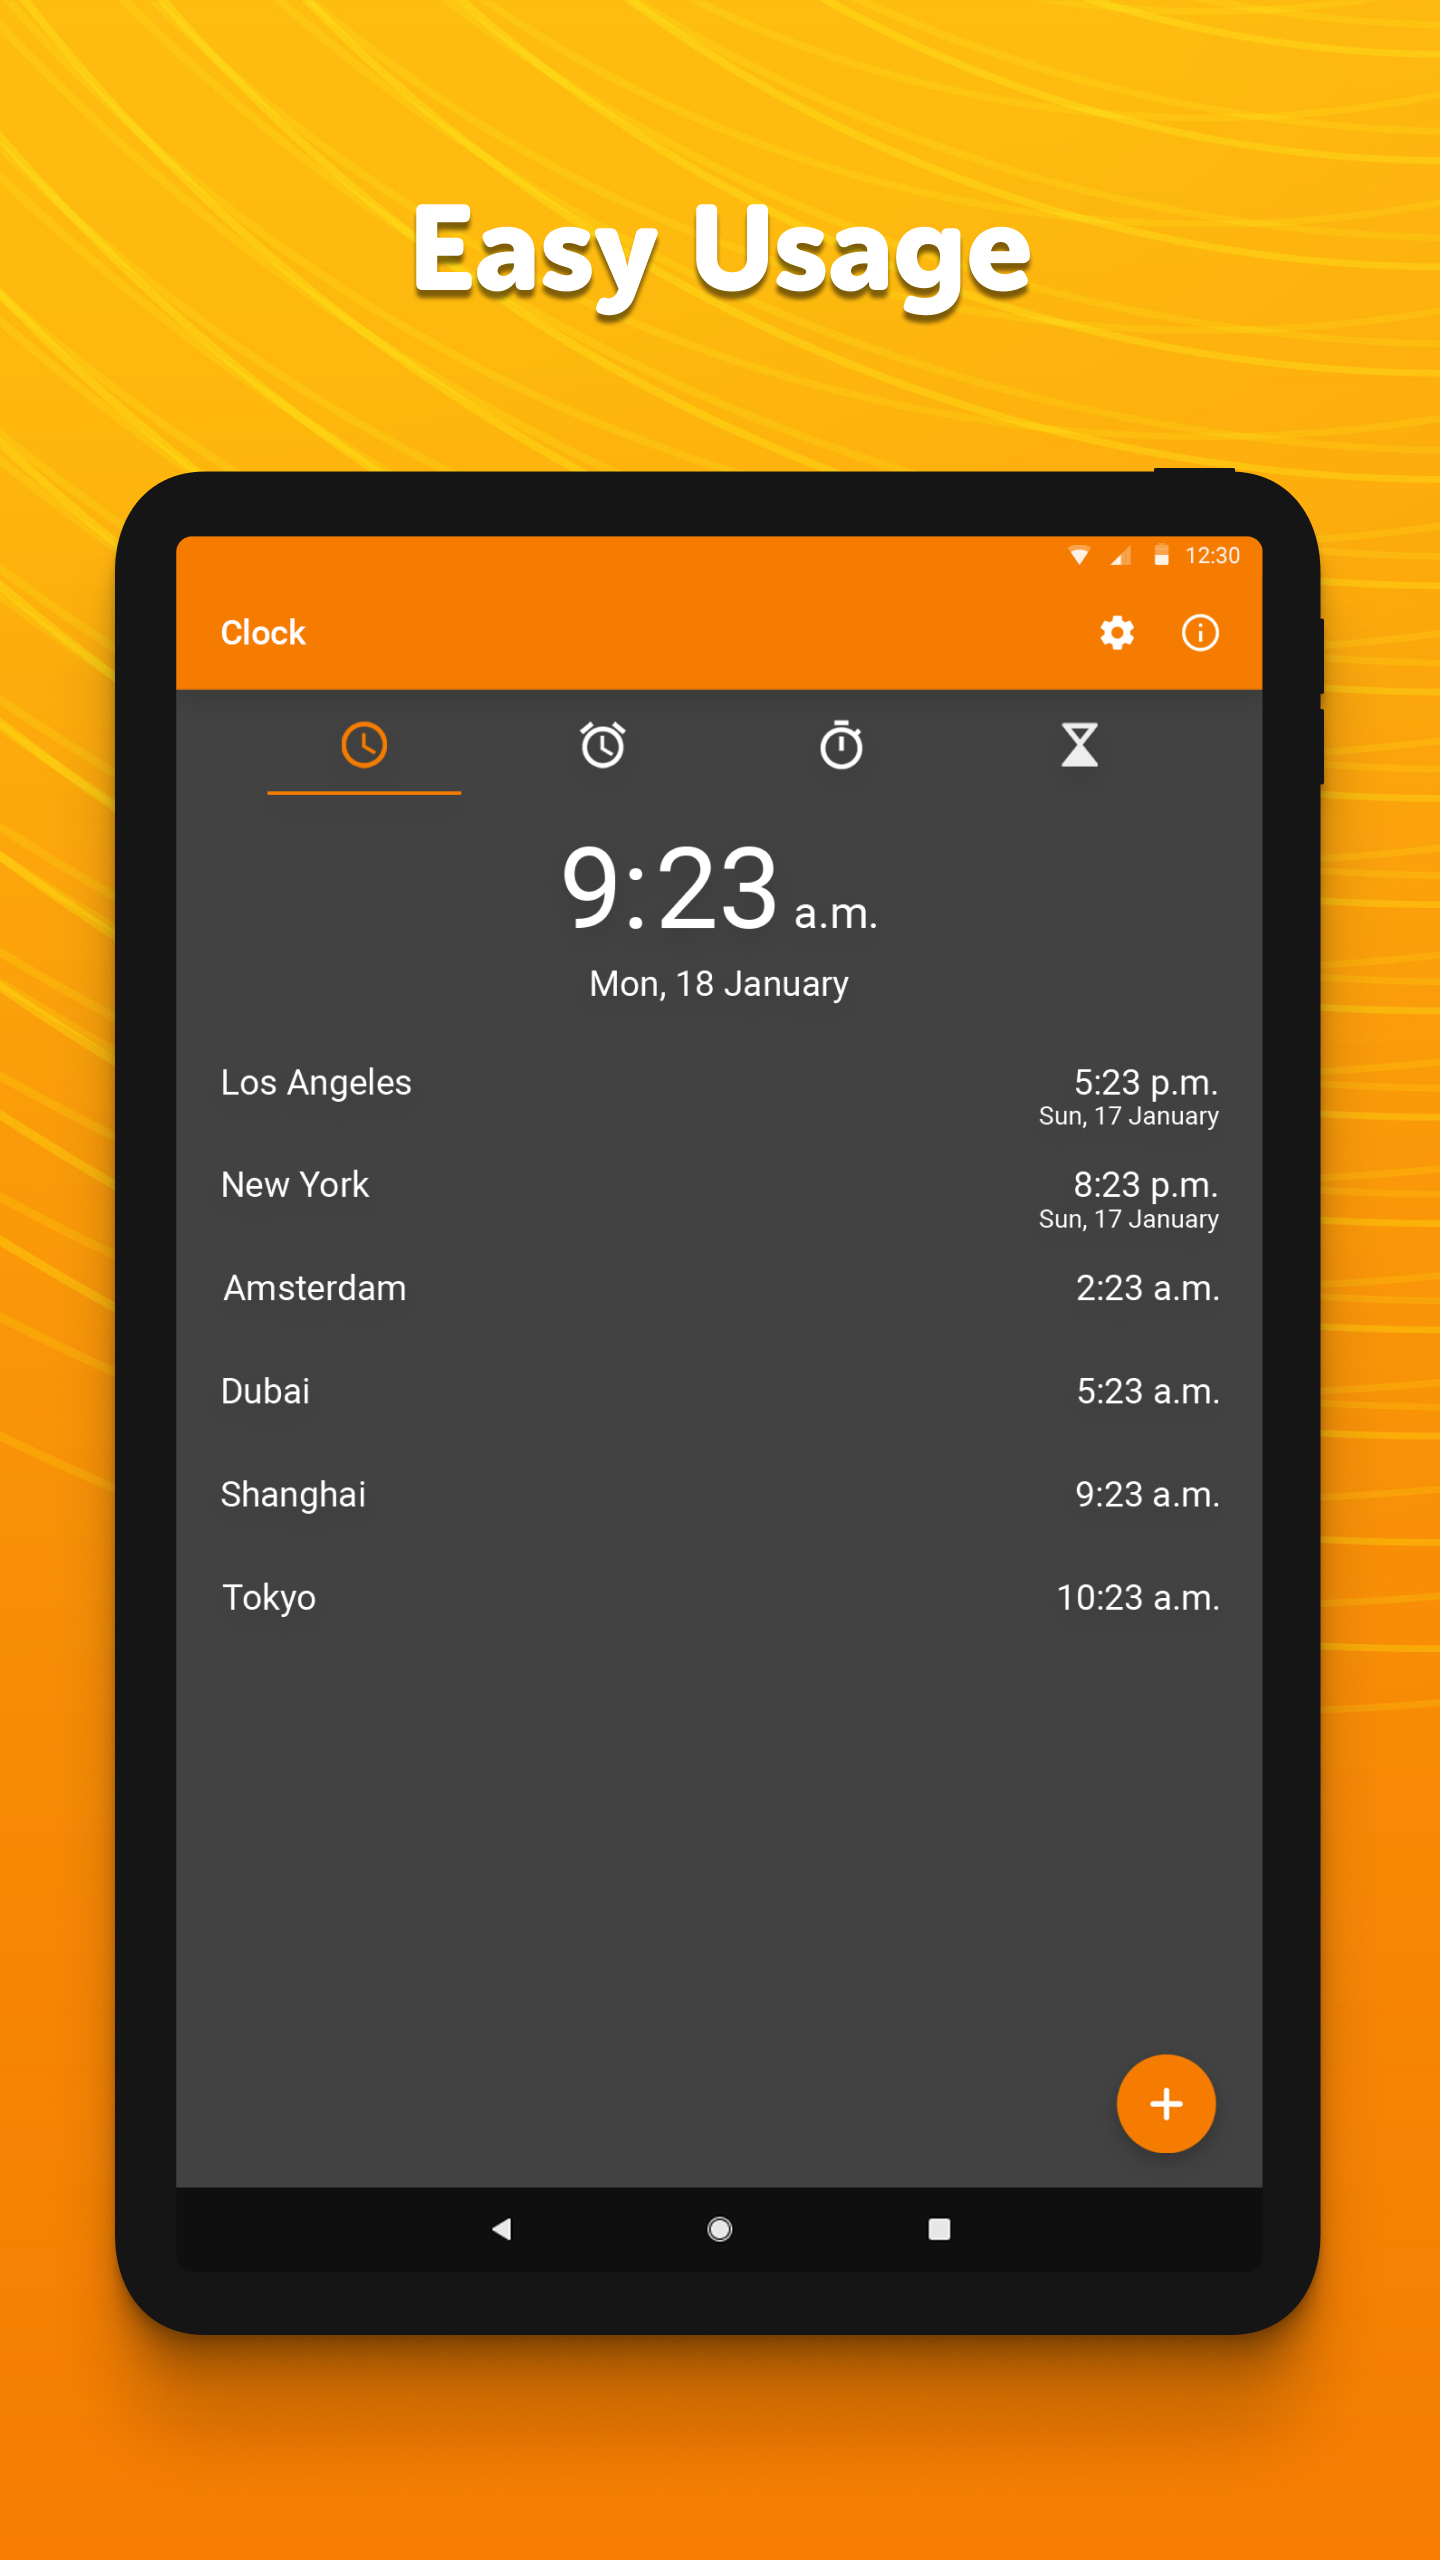 Easy Usage
12:30
Clock
9:23 a.m.
Mon, 18 January
Los Angeles 5:23 p.m.
Sun, 17 January
New York 8:23 p.m.
Sun, 17 January
Amsterdam 2:23 a.m.
Dubai 5:23 a.m.
Shanghai 9:23 a.m.
Tokyo 10:23 a.m.